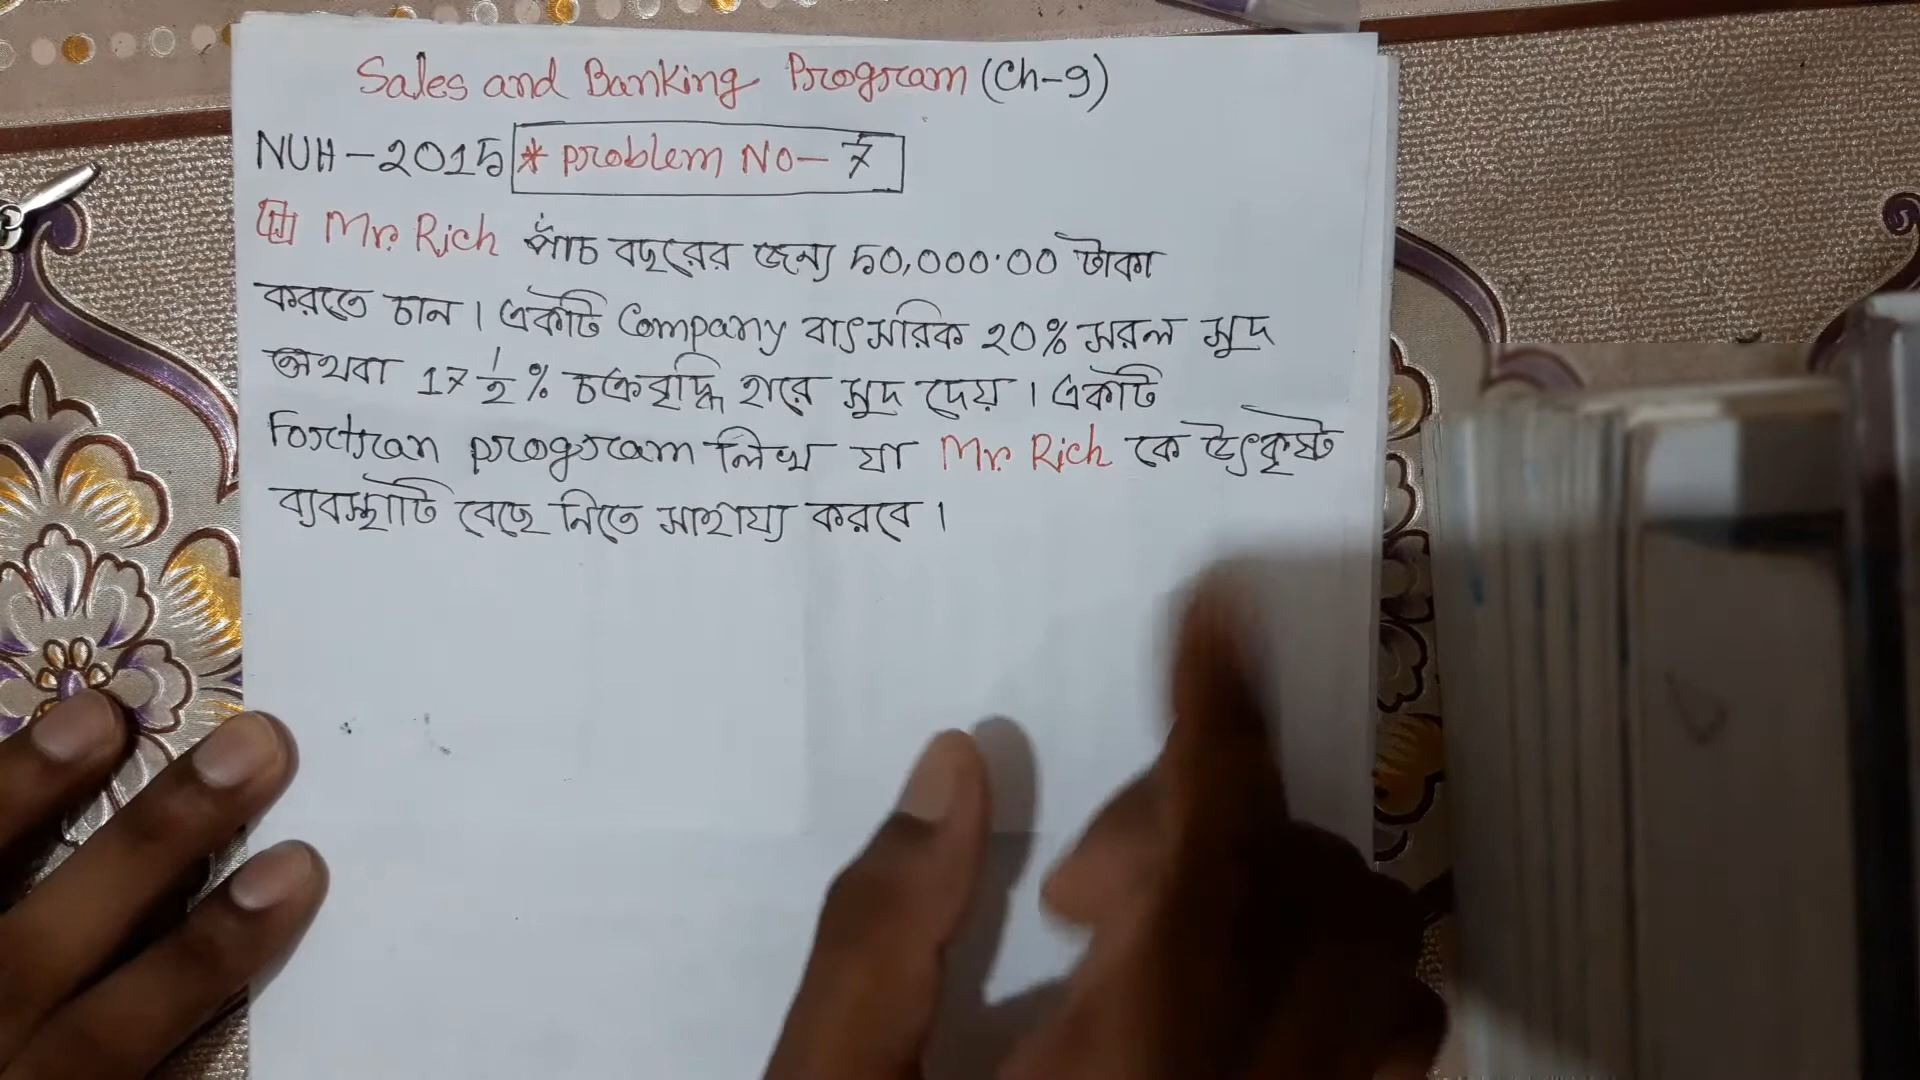 Sales and Banking Program (Ch-9)
NUH-2015 * Problem NO- 7
Mr. Rich পাঁচ বছরের জন্য 50,000.00 টাকা
করতে চান। একটি Company বাৎসরিক 20% সরল সুদ
অথবা 17 1/2 % চক্রবৃদ্ধি হারে সুদ দেয়। একটি
Fortran program লিখ যা Mr. Rich কে উৎকৃষ্ট
ব্যবস্থাটি বেছে নিতে সাহায্য করবে।